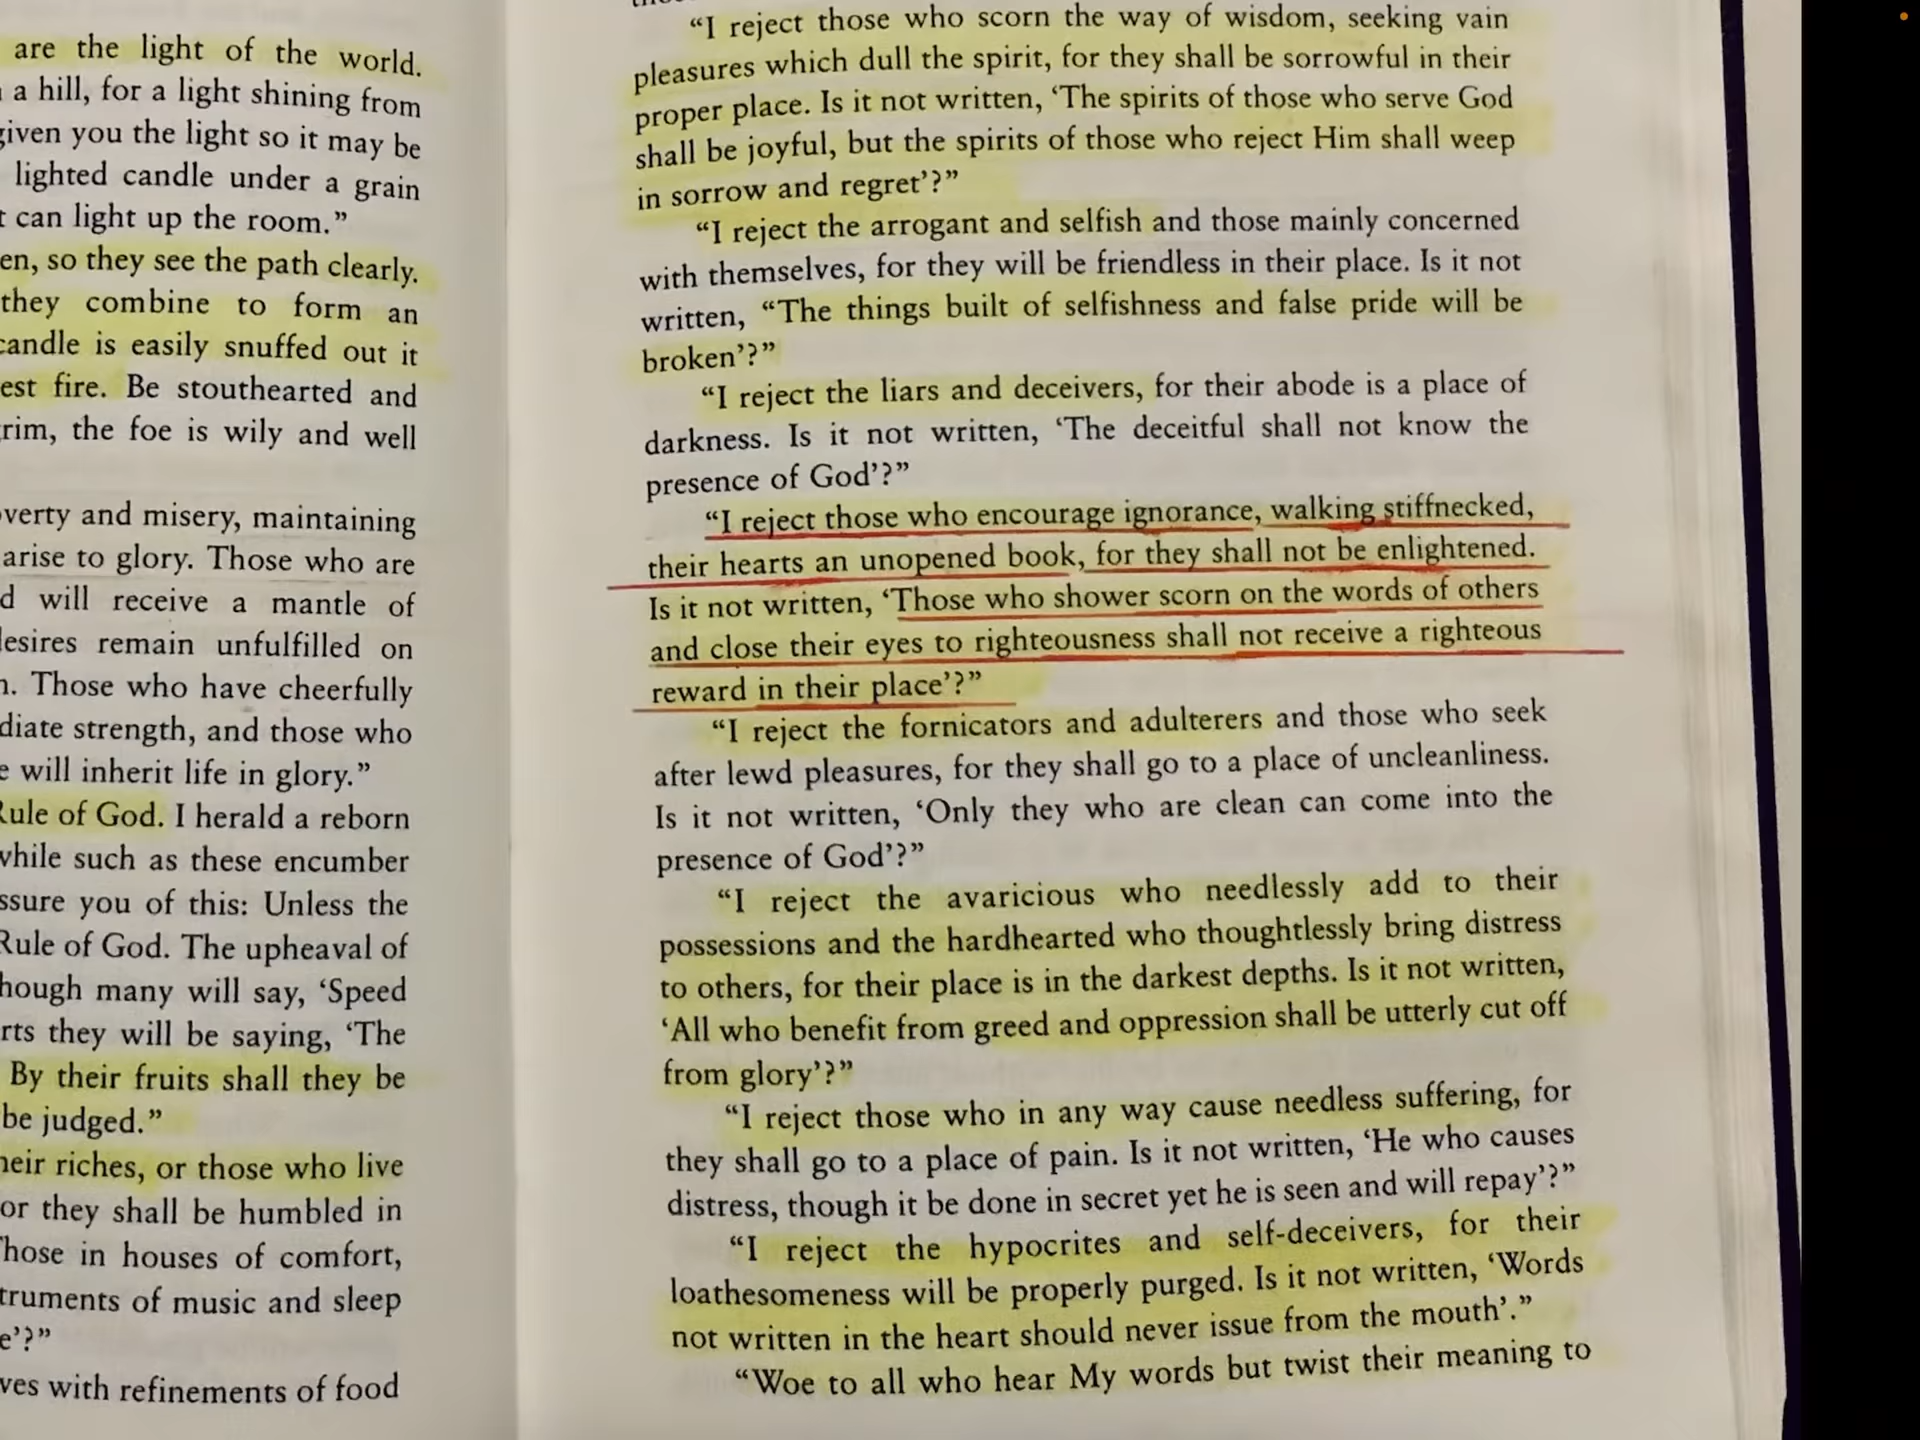 are the light of the world.
a hill, for a light shining from
given you the light so it may be
lighted candle under a grain
can light up the room.”
so they see the path clearly.
they combine to form an
candle is easily snuffed out it
fire. Be stouthearted and
the foe is wily and well
and misery, maintaining
arise to glory. Those who are
will receive a mantle of
desires remain unfulfilled on
Those who have cheerfully
strength, and those who
will inherit life in glory.”
Rule of God. I herald a reborn
while such as these encumber
you of this: Unless the
Rule of God. The upheaval of
many will say, ‘Speed
they will be saying, ‘The
By their fruits shall they be
be judged.”
their riches, or those who live
or they shall be humbled in
Those in houses of comfort,
of music and sleep
with refinements of food
“I reject those who scorn the way of wisdom, seeking vain
pleasures which dull the spirit, for they shall be sorrowful in their
proper place. Is it not written, ‘The spirits of those who serve God
shall be joyful, but the spirits of those who reject Him shall weep
in sorrow and regret’?”
“I reject the arrogant and selfish and those mainly concerned
with themselves, for they will be friendless in their place. Is it not
written, “The things built of selfishness and false pride will be
broken’?”
“I reject the liars and deceivers, for their abode is a place of
darkness. Is it not written, ‘The deceitful shall not know the
presence of God’?”
“I reject those who encourage ignorance, walking stiffnecked,
their hearts an unopened book, for they shall not be enlightened.
Is it not written, ‘Those who shower scorn on the words of others
and close their eyes to righteousness shall not receive a righteous
reward in their place’?”
“I reject the fornicators and adulterers and those who seek
after lewd pleasures, for they shall go to a place of uncleanliness.
Is it not written, ‘Only they who are clean can come into the
presence of God’?”
“I reject the avaricious who needlessly add to their
possessions and the hardhearted who thoughtlessly bring distress
to others, for their place is in the darkest depths. Is it not written,
‘All who benefit from greed and oppression shall be utterly cut off
from glory’?”
“I reject those who in any way cause needless suffering, for
they shall go to a place of pain. Is it not written, ‘He who causes
distress, though it be done in secret yet he is seen and will repay’?”
“I reject the hypocrites and self-deceivers, for their
loathesomeness will be properly purged. Is it not written, ‘Words
not written in the heart should never issue from the mouth’.”
“Woe to all who hear My words but twist their meaning to